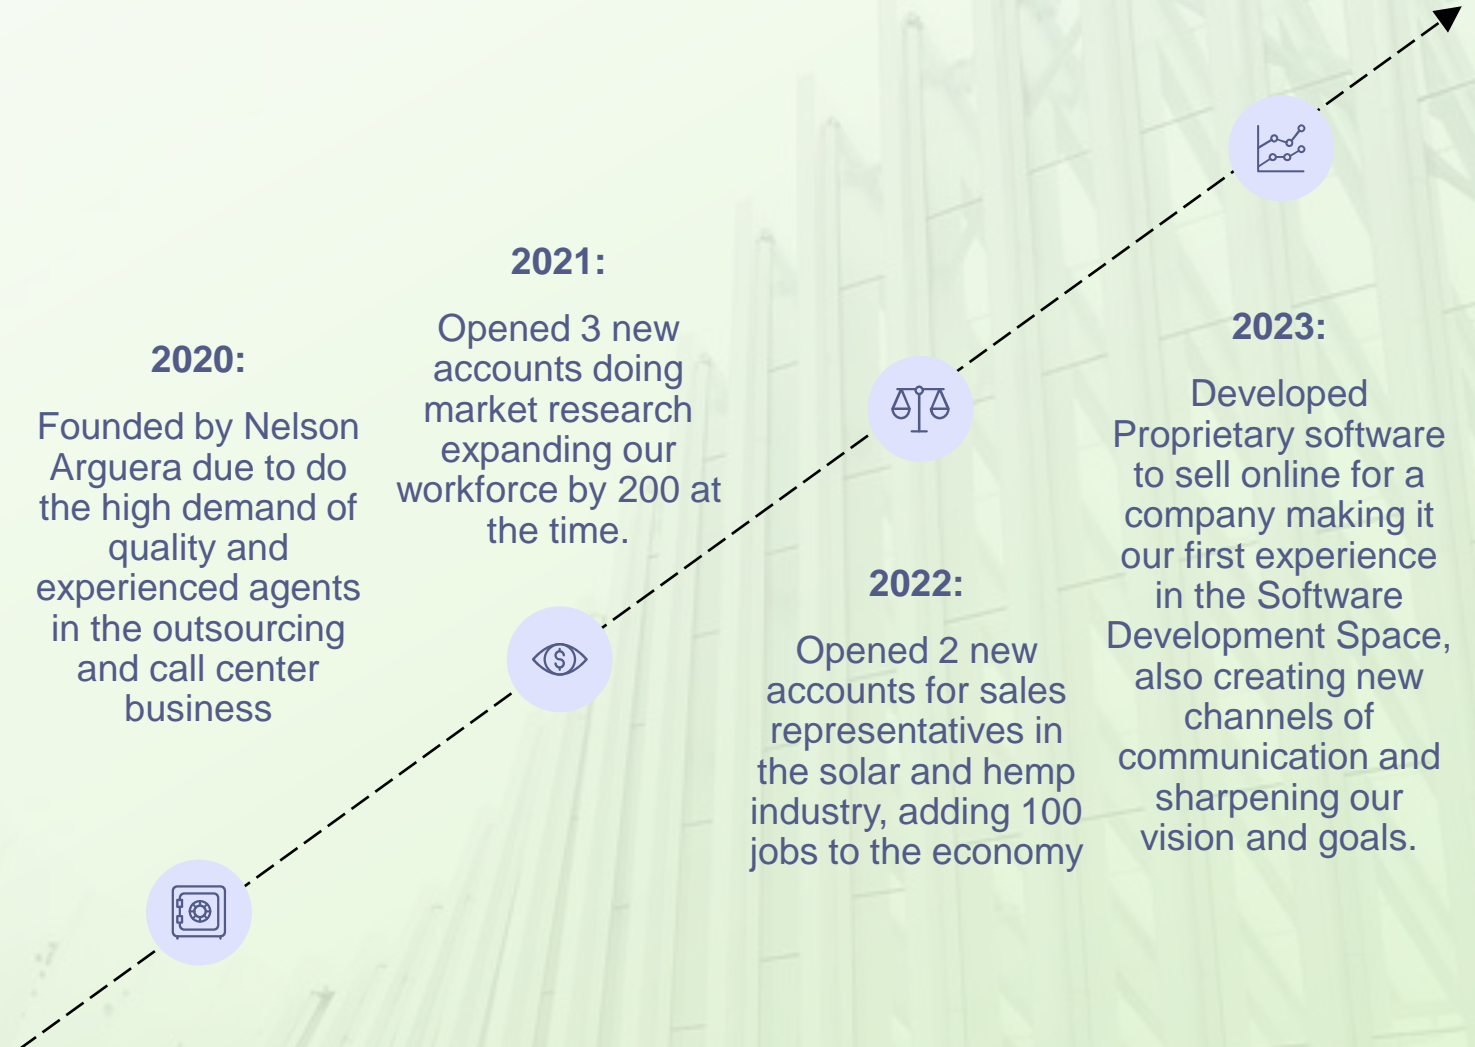 2020:
Founded by Nelson
Arguera due to do
the high demand of
quality and
experienced agents
in the outsourcing
and call center
business
2021:
Opened 3 new
accounts doing
market research
expanding our
workforce by 200 at
the time.
$
2022:
Opened 2 new
accounts for sales
representatives in
the solar and hemp
industry, adding 100
jobs to the economy
2023:
Developed
Proprietary software
to sell online for a
company making it
our first experience
in the Software
Development Space,
also creating new
channels of
communication and
sharpening our
vision and goals.